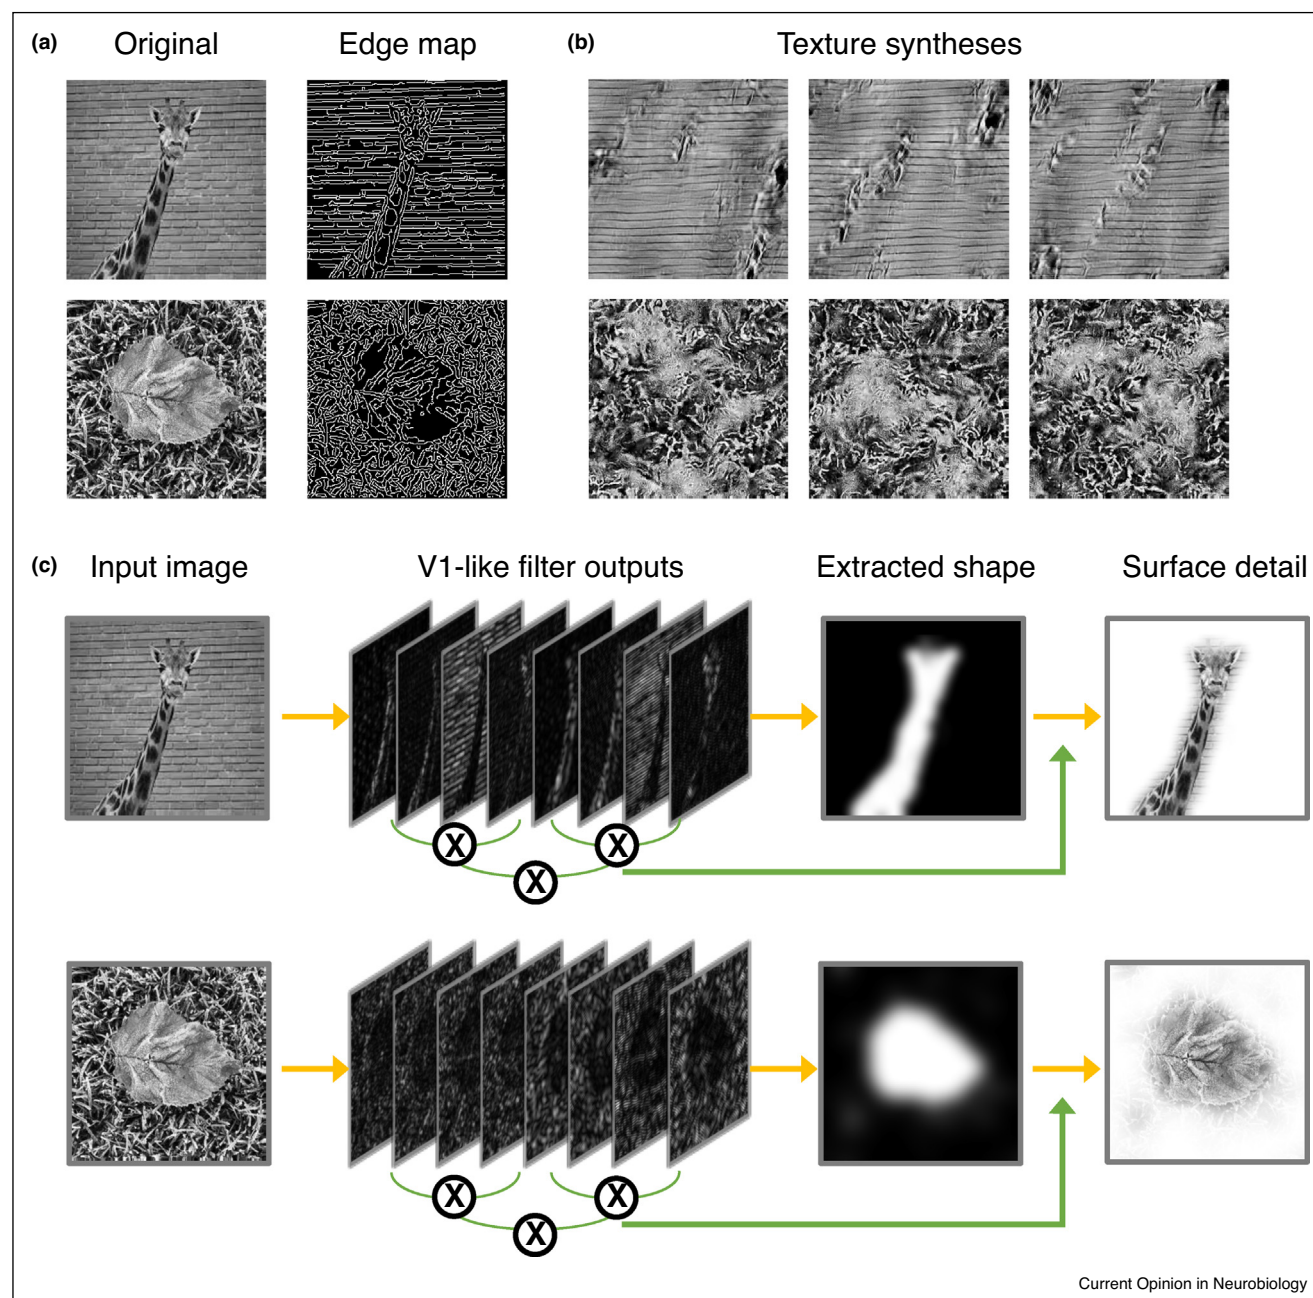 (a) Original Edge map (b) Texture syntheses
(c) Input image V1-like filter outputs Extracted shape Surface detail
X X
X
X X
X
Current Opinion in Neurobiology